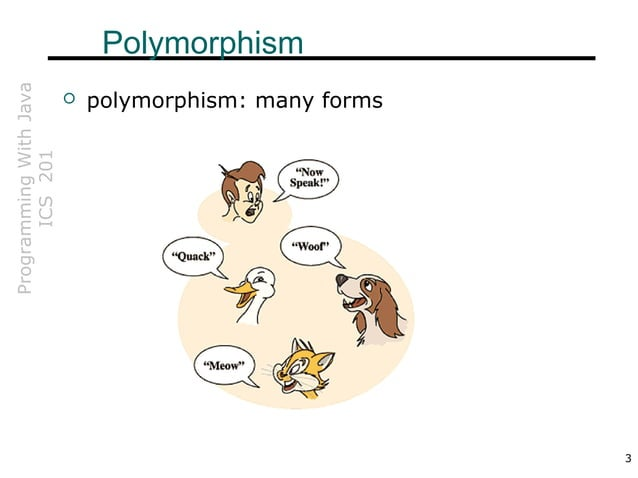 Polymorphism
Programming With Java
ICS 201
polymorphism: many forms
“Now
Speak!”
“Quack”
“Woof”
“Meow”
3